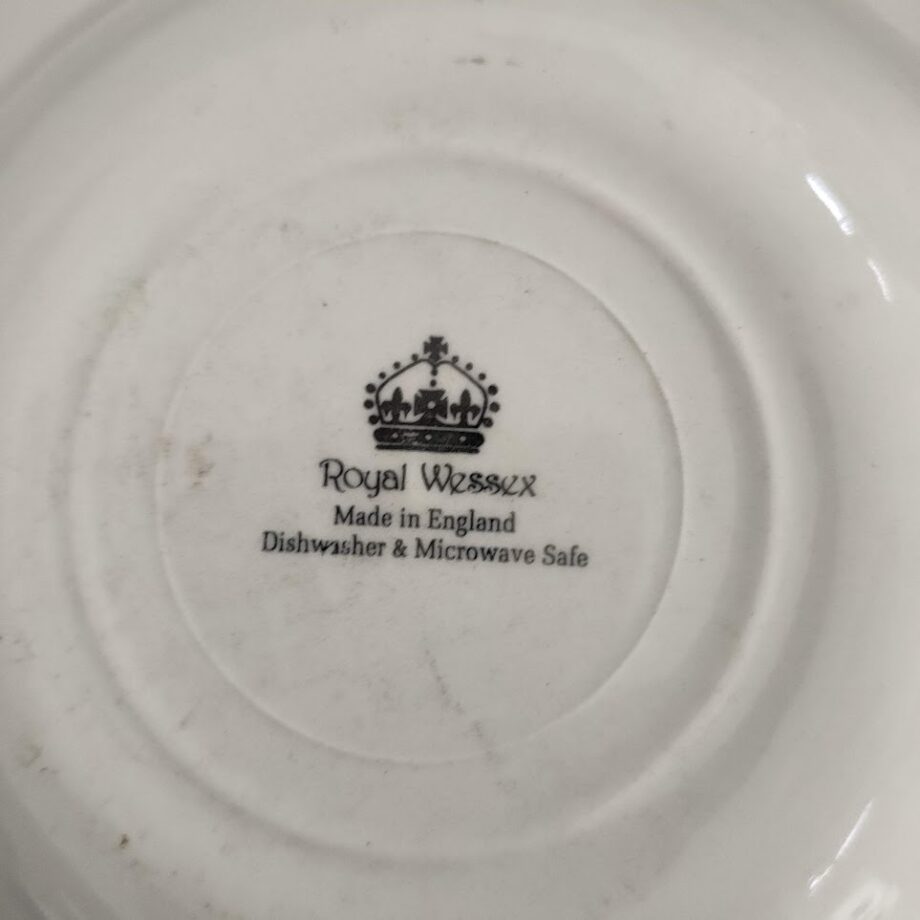 Royal Wessex
Made in England
Dishwasher & Microwave Safe